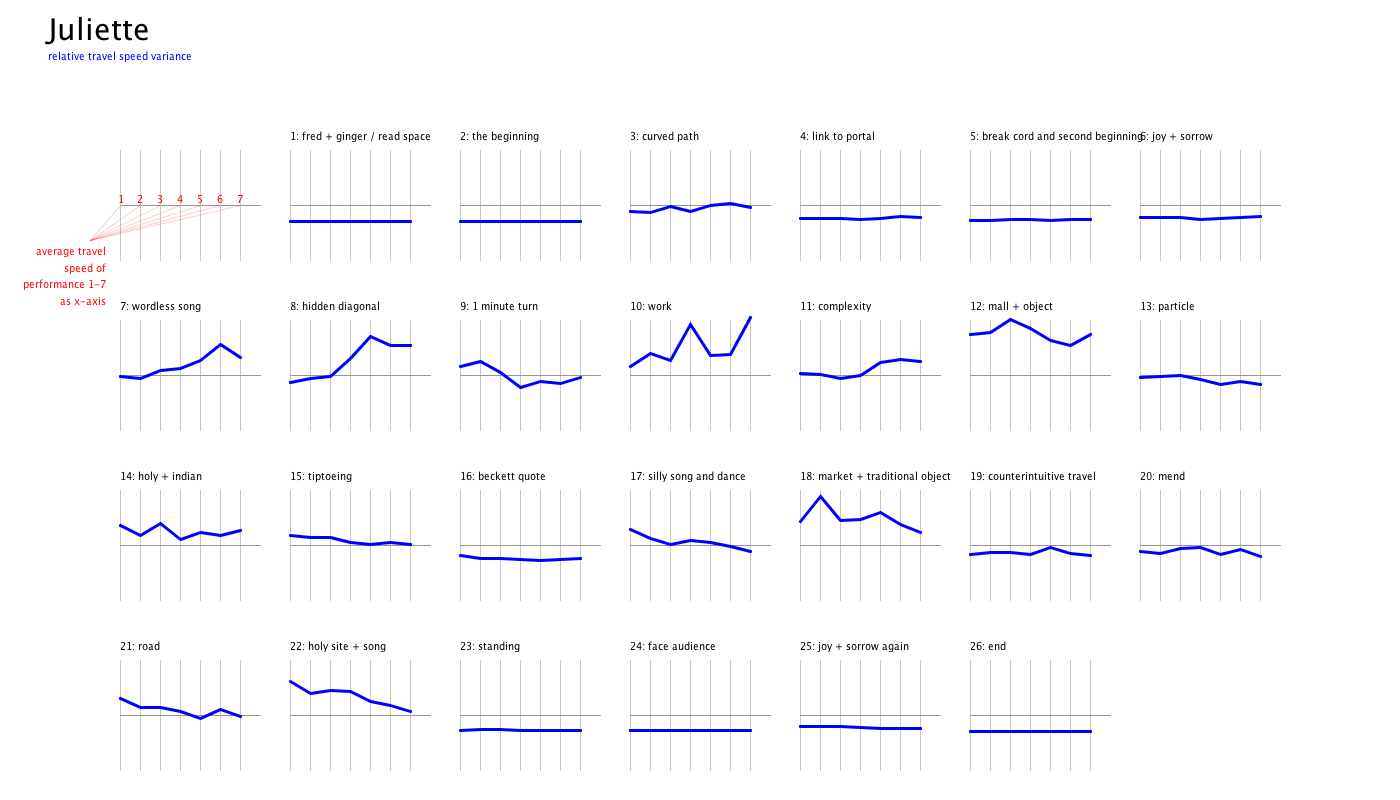 Juliette
relative travel speed variance
1: fred + ginger / read space
2: the beginning
3: curved path
4: link to portal
5: break cord and second beginning
6: joy + sorrow
1 2 3 4 5 6 7
average travel
speed of
performance 1-7
as x-axis
7: wordless song
8: hidden diagonal
9: 1 minute turn
10: work
11: complexity
12: mall + object
13: particle
14: holy + indian
15: tiptoeing
16: beckett quote
17: silly song and dance
18: market + traditional object
19: counterintuitive travel
20: mend
21: road
22: holy site + song
23: standing
24: face audience
25: joy + sorrow again
26: end